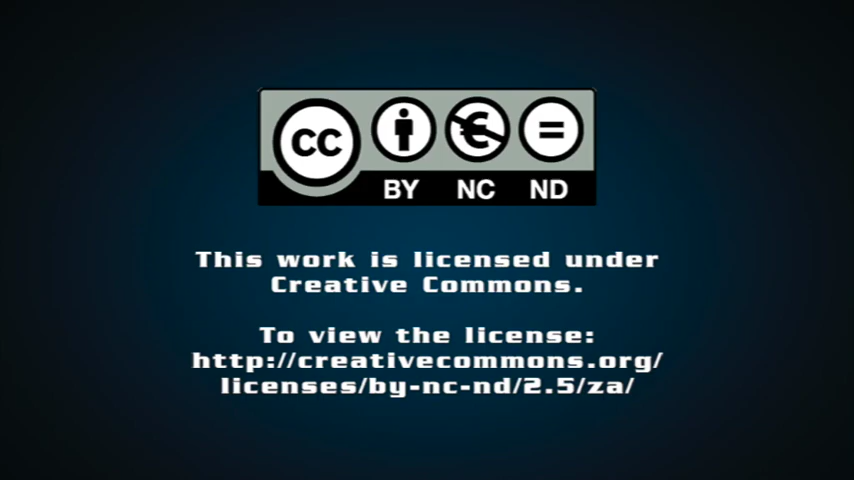 CC
BY NC ND
This work is licensed under
Creative Commons.
To view the license:
http://creativecommons.org/
licenses/by-nc-nd/2.5/za/